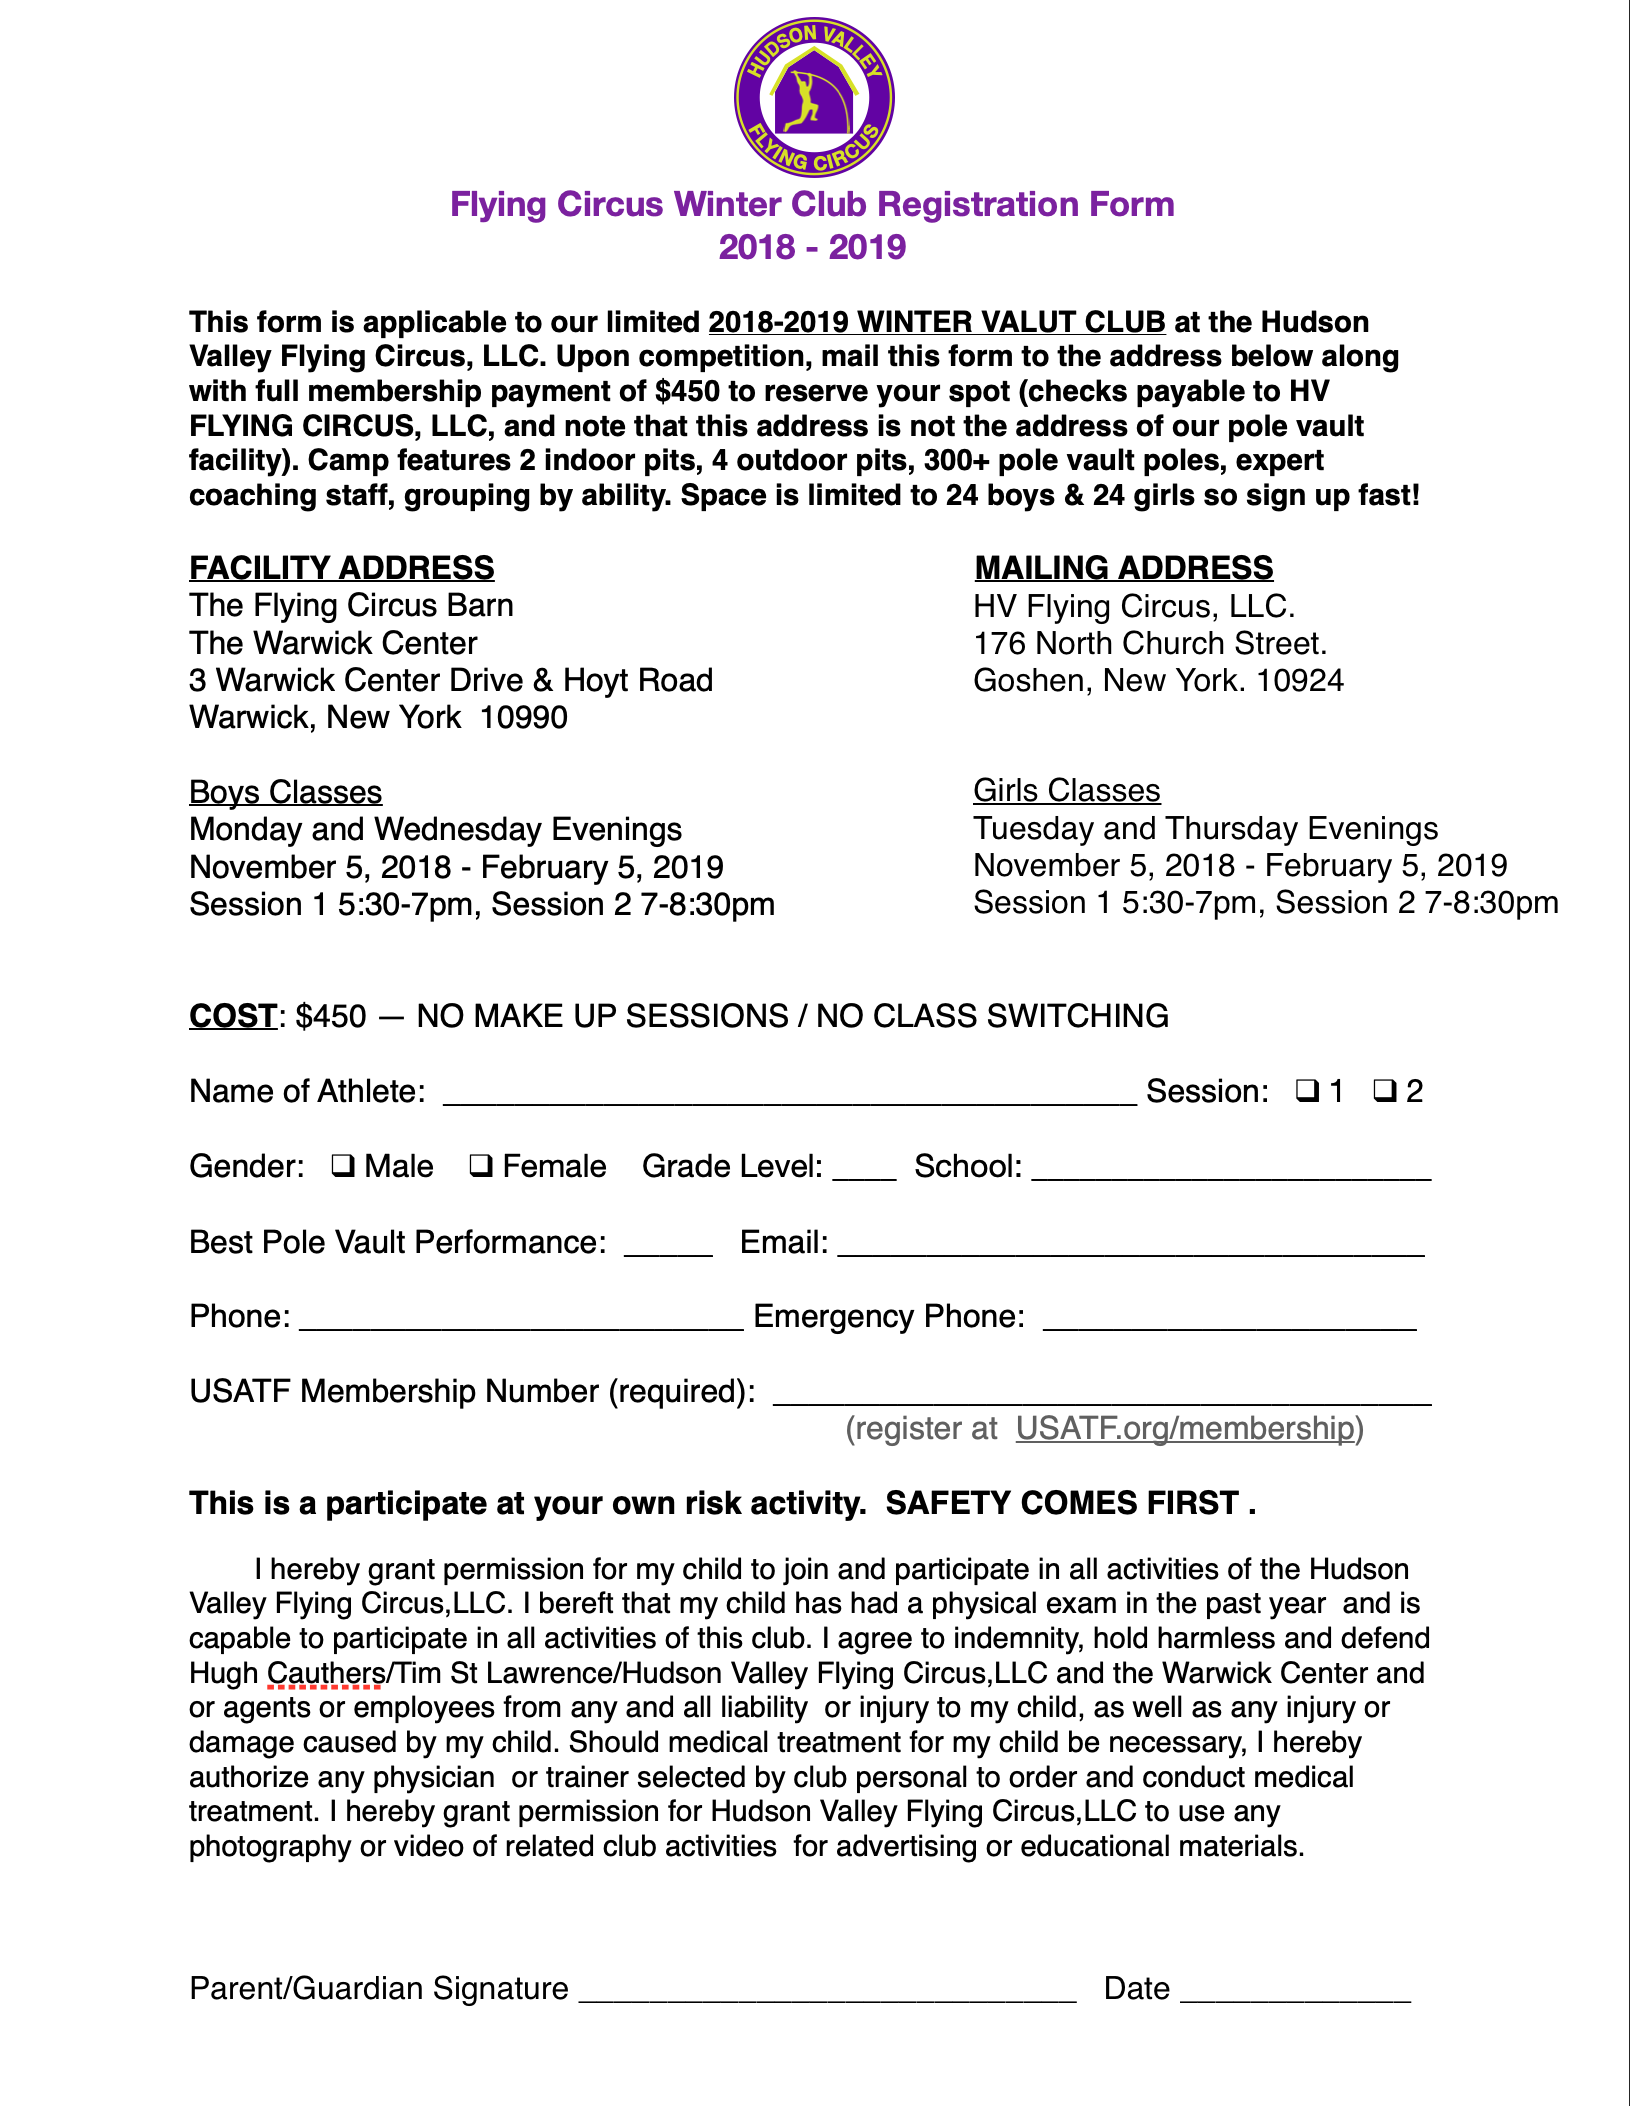 HUDSON VALLEY
FLYING CIRCUS
Flying Circus Winter Club Registration Form
2018 - 2019
This form is applicable to our limited 2018-2019 WINTER VALUT CLUB at the Hudson
Valley Flying Circus, LLC. Upon competition, mail this form to the address below along
with full membership payment of $450 to reserve your spot (checks payable to HV
FLYING CIRCUS, LLC, and note that this address is not the address of our pole vault
facility). Camp features 2 indoor pits, 4 outdoor pits, 300+ pole vault poles, expert
coaching staff, grouping by ability. Space is limited to 24 boys & 24 girls so sign up fast!
FACILITY ADDRESS
The Flying Circus Barn
The Warwick Center
3 Warwick Center Drive & Hoyt Road
Warwick, New York  10990
MAILING ADDRESS
HV Flying Circus, LLC.
176 North Church Street.
Goshen, New York. 10924
Boys Classes
Monday and Wednesday Evenings
November 5, 2018 - February 5, 2019
Session 1 5:30-7pm, Session 2 7-8:30pm
Girls Classes
Tuesday and Thursday Evenings
November 5, 2018 - February 5, 2019
Session 1 5:30-7pm, Session 2 7-8:30pm
COST: $450 — NO MAKE UP SESSIONS / NO CLASS SWITCHING
Name of Athlete: _______________________________________ Session: ❑ 1 ❑ 2
Gender: ❑ Male ❑ Female Grade Level: ____ School: ______________________
Best Pole Vault Performance: _____ Email: _________________________________
Phone: _________________________ Emergency Phone: _____________________
USATF Membership Number (required): _____________________________________
(register at USATF.org/membership)
This is a participate at your own risk activity. SAFETY COMES FIRST .
I hereby grant permission for my child to join and participate in all activities of the Hudson
Valley Flying Circus,LLC. I bereft that my child has had a physical exam in the past year and is
capable to participate in all activities of this club. I agree to indemnity, hold harmless and defend
Hugh Cauthers/Tim St Lawrence/Hudson Valley Flying Circus,LLC and the Warwick Center and
or agents or employees from any and all liability or injury to my child, as well as any injury or
damage caused by my child. Should medical treatment for my child be necessary, I hereby
authorize any physician or trainer selected by club personal to order and conduct medical
treatment. I hereby grant permission for Hudson Valley Flying Circus,LLC to use any
photography or video of related club activities for advertising or educational materials.
Parent/Guardian Signature ____________________________ Date _____________